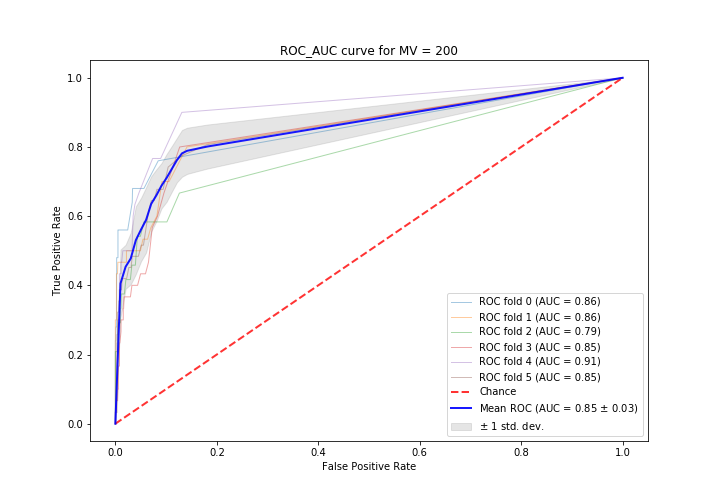 ROC_AUC curve for MV = 200
True Positive Rate
1.0
0.8
0.6
0.4
0.2
0.0
ROC fold 0 (AUC = 0.86)
ROC fold 1 (AUC = 0.86)
ROC fold 2 (AUC = 0.79)
ROC fold 3 (AUC = 0.85)
ROC fold 4 (AUC = 0.91)
ROC fold 5 (AUC = 0.85)
Chance
Mean ROC (AUC = 0.85 ± 0.03)
± 1 std. dev.
0.0 0.2 0.4 0.6 0.8 1.0
False Positive Rate